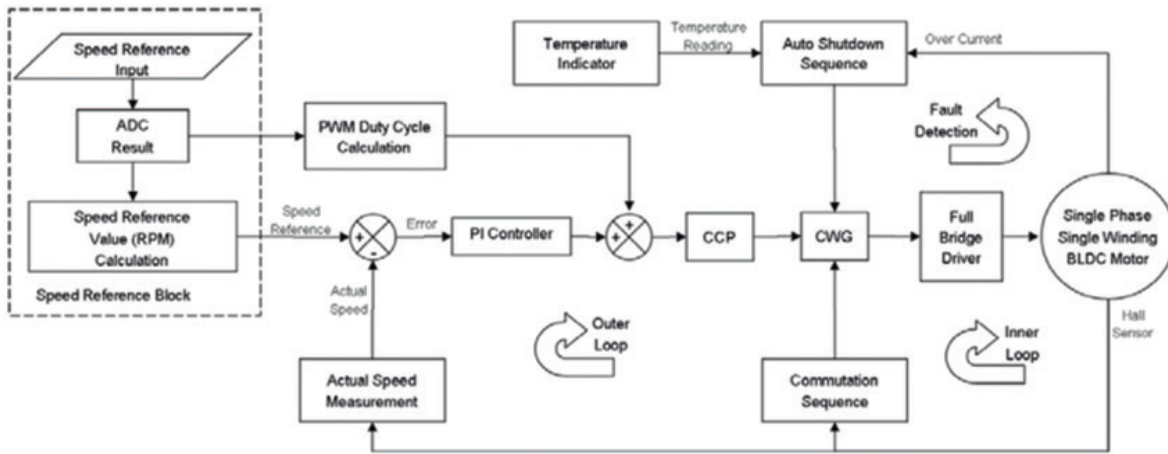 Speed Reference
Input
ADC
Result
Speed Reference
Value (RPM)
Calculation
Speed Reference Block
PWM Duty Cycle
Calculation
Speed
Reference
+
-
Error
Actual
Speed
PI Controller
+
+
CCP
CWG
Full
Bridge
Driver
Single Phase
Single Winding
BLDC Motor
Temperature
Indicator
Temperature
Reading
Auto Shutdown
Sequence
Over Current
Fault
Detection
Outer
Loop
Inner
Loop
Hall
Sensor
Actual Speed
Measurement
Commutation
Sequence